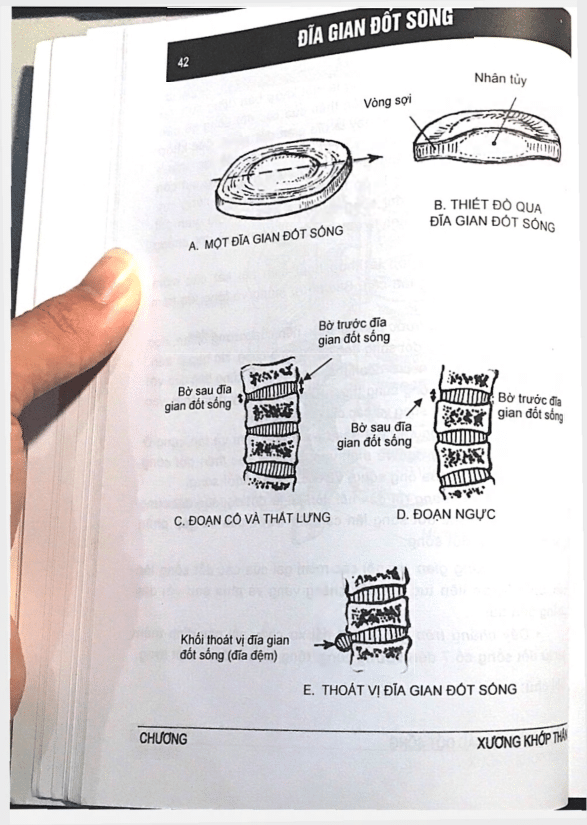 ĐĨA GIAN ĐỐT SỐNG
42
Nhân tủy
Vòng sợi
B. THIẾT ĐỒ QUA
ĐĨA GIAN ĐỐT SỐNG
A. MỘT ĐĨA GIAN ĐỐT SỐNG
Bờ trước đĩa
gian đốt sống
Bờ sau đĩa
gian đốt sống
Bờ trước đĩa
gian đốt sống
Bờ sau đĩa
gian đốt sống
C. ĐOẠN CỔ VÀ THẮT LƯNG
D. ĐOẠN NGỰC
Khối thoát vị đĩa gian
đốt sống (đĩa đệm)
E. THOÁT VỊ ĐĨA GIAN ĐỐT SỐNG
CHƯƠNG
XƯƠNG KHỚP THÂN